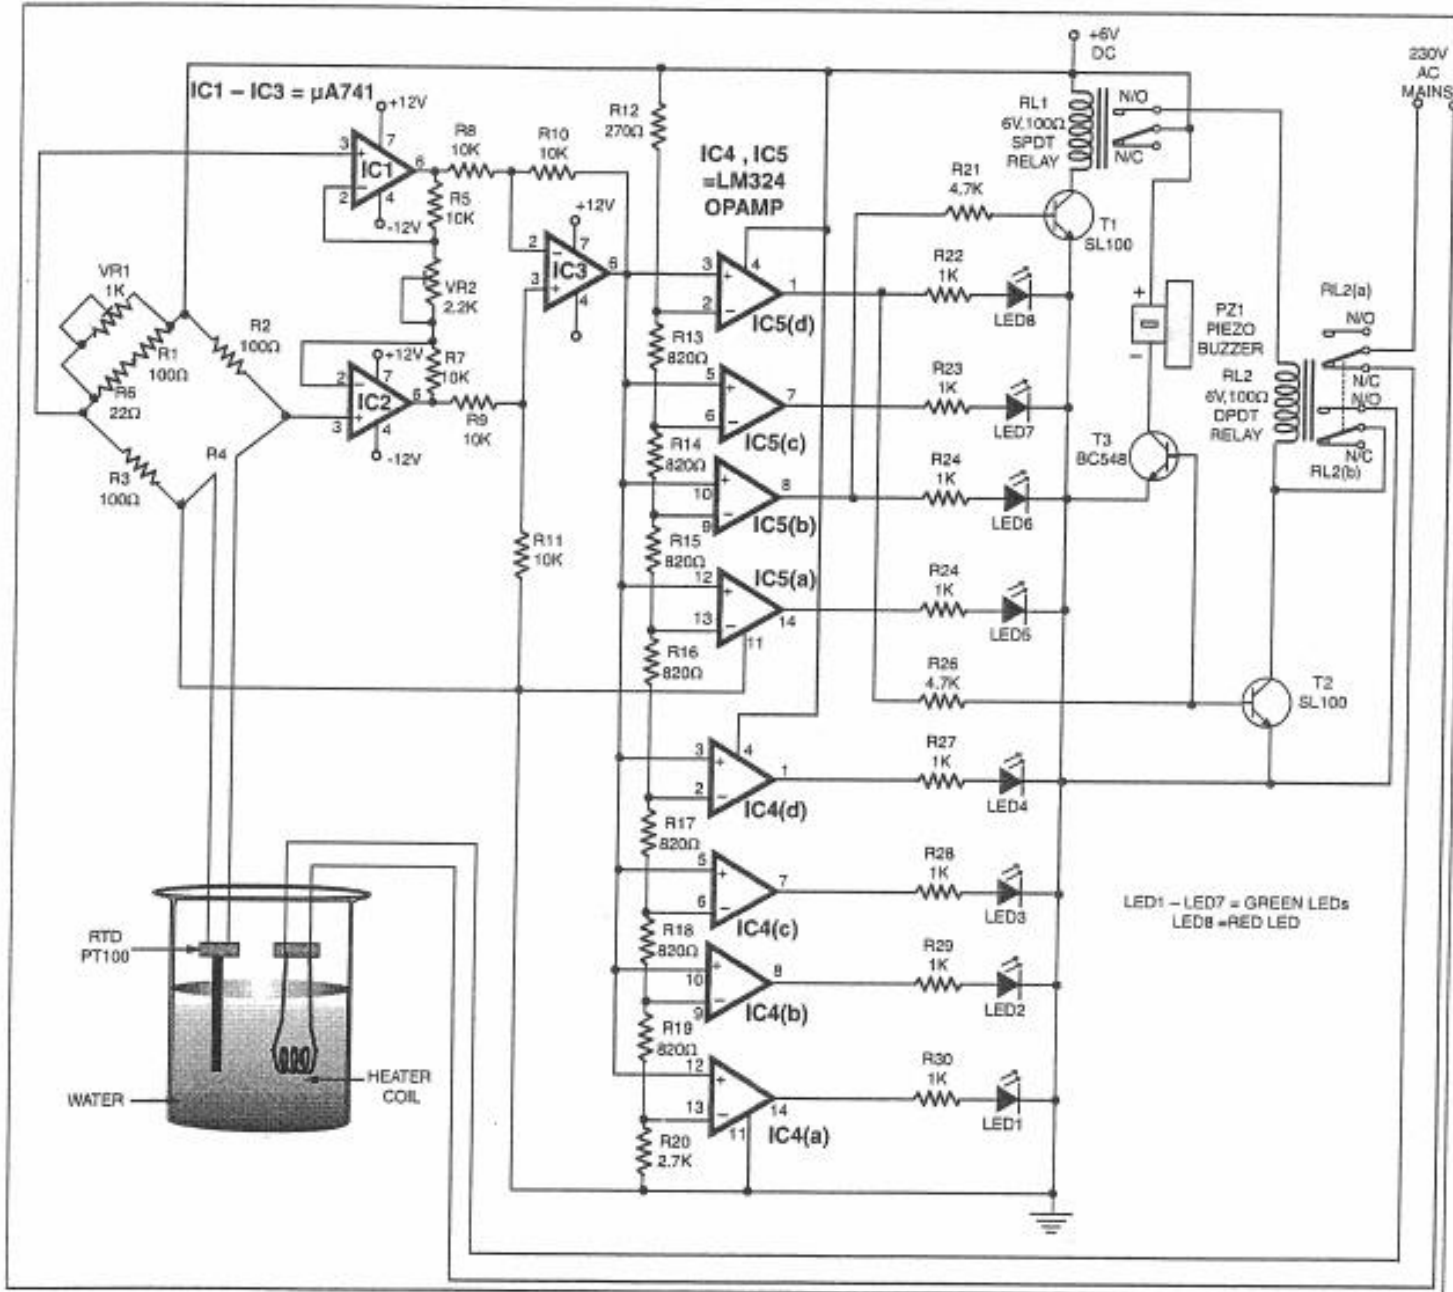 IC1 – IC3 = µA741
+12V
3
7
IC1
6
2
4
-12V
R8
10K
R10
10K
R5
10K
VR2
2.2K
R7
10K
+12V
2
7
IC2
6
3
4
-12V
R9
10K
+12V
2
7
IC3
6
3
4
R11
10K
VR1
1K
R1
100Ω
R6
22Ω
R2
100Ω
R3
100Ω
R4
R12
270Ω
R13
820Ω
R14
820Ω
R15
820Ω
R16
820Ω
R17
820Ω
R18
820Ω
R19
820Ω
R20
2.7K
IC4 , IC5
=LM324
OPAMP
3
4
1
2
IC5(d)
5
7
6
IC5(c)
10
8
9
IC5(b)
IC5(a)
12
13
14
11
3
4
1
2
IC4(d)
5
7
6
IC4(c)
10
8
9
IC4(b)
12
13
14
11
IC4(a)
R21
4.7K
R22
1K
LED8
R23
1K
LED7
R24
1K
LED6
R24
1K
LED5
R26
4.7K
R27
1K
LED4
R28
1K
LED3
R29
1K
LED2
R30
1K
LED1
+6V
DC
RL1
6V,100Ω
SPDT
RELAY
N/O
N/C
T1
SL100
+
PZ1
PIEZO
BUZZER
–
T3
BC548
230V
AC
MAINS
RL2(a)
N/O
N/C
RL2
6V,100Ω
DPDT
RELAY
N/O
N/C
RL2(b)
T2
SL100
LED1 – LED7 = GREEN LEDs
LED8 =RED LED
RTD
PT100
WATER
HEATER
COIL